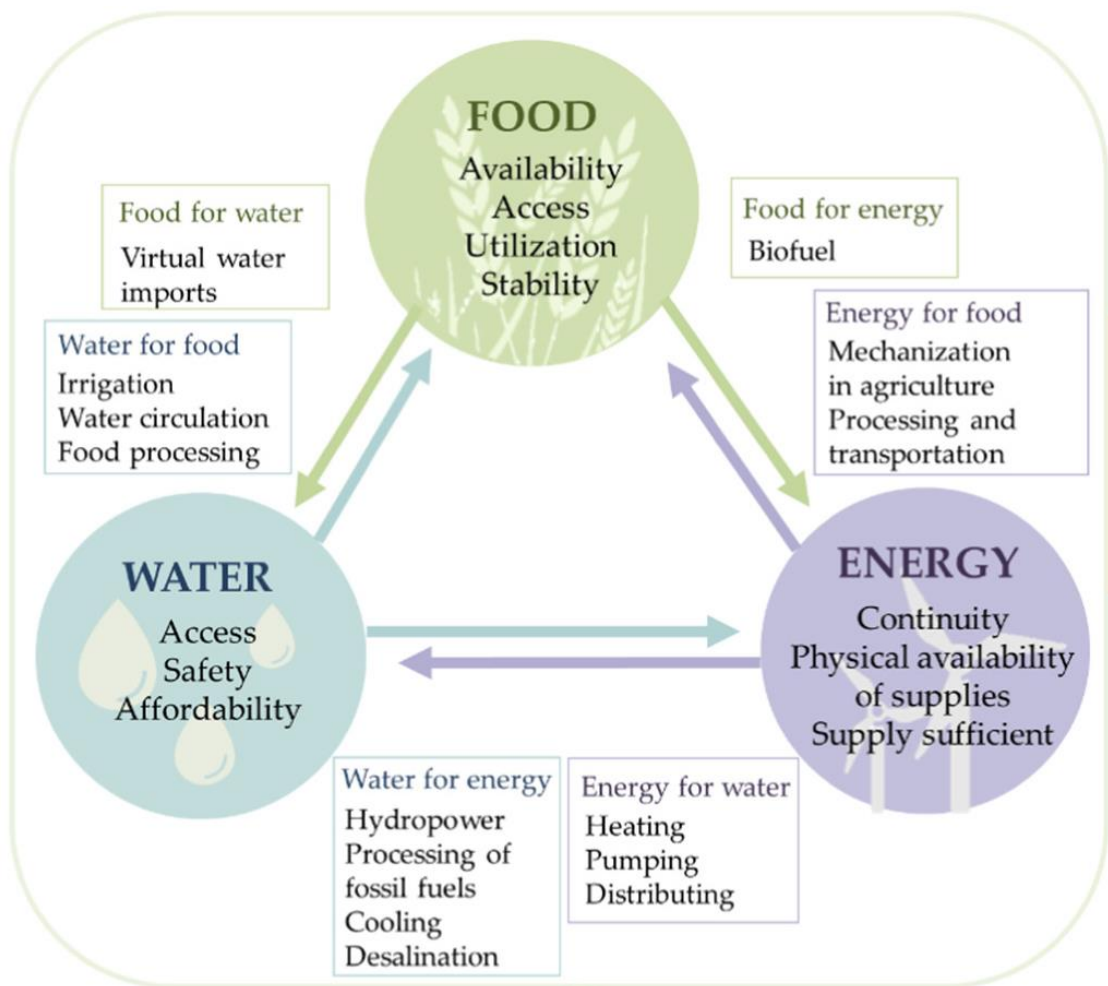 FOOD
Availability
Access
Utilization
Stability
Food for water
Virtual water
imports
Food for energy
Biofuel
Water for food
Irrigation
Water circulation
Food processing
Energy for food
Mechanization
in agriculture
Processing and
transportation
WATER
Access
Safety
Affordability
ENERGY
Continuity
Physical availability
of supplies
Supply sufficient
Water for energy
Hydropower
Processing of
fossil fuels
Cooling
Desalination
Energy for water
Heating
Pumping
Distributing